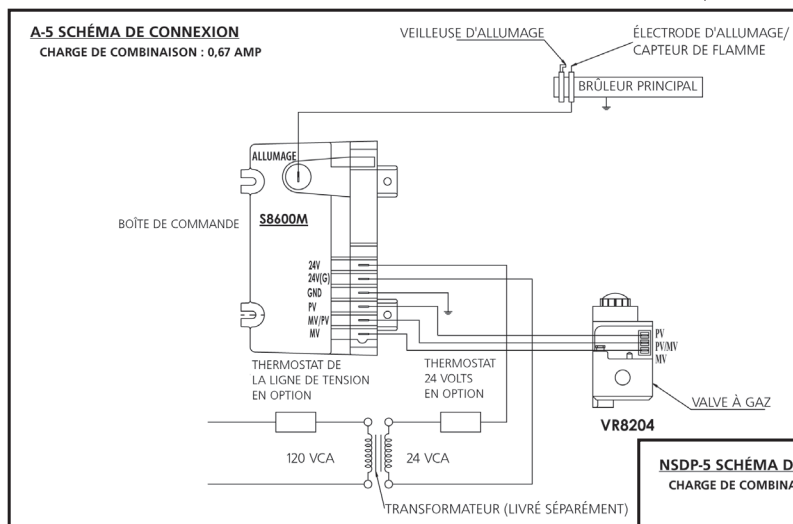 A-5 SCHÉMA DE CONNEXION
CHARGE DE COMBINAISON : 0,67 AMP
VEILLEUSE D'ALLUMAGE
ÉLECTRODE D'ALLUMAGE/
CAPTEUR DE FLAMME
BRÛLEUR PRINCIPAL
ALLUMAGE
BOÎTE DE COMMANDE
S8600M
24V
24V(G)
GND
PV
MV/PV
MV
PV
PV/MV
MV
THERMOSTAT DE
LA LIGNE DE TENSION
EN OPTION
THERMOSTAT
24 VOLTS
EN OPTION
VALVE À GAZ
VR8204
120 VCA
24 VCA
TRANSFORMATEUR (LIVRÉ SÉPARÉMENT)
NSDP-5 SCHÉMA D
CHARGE DE COMBINA